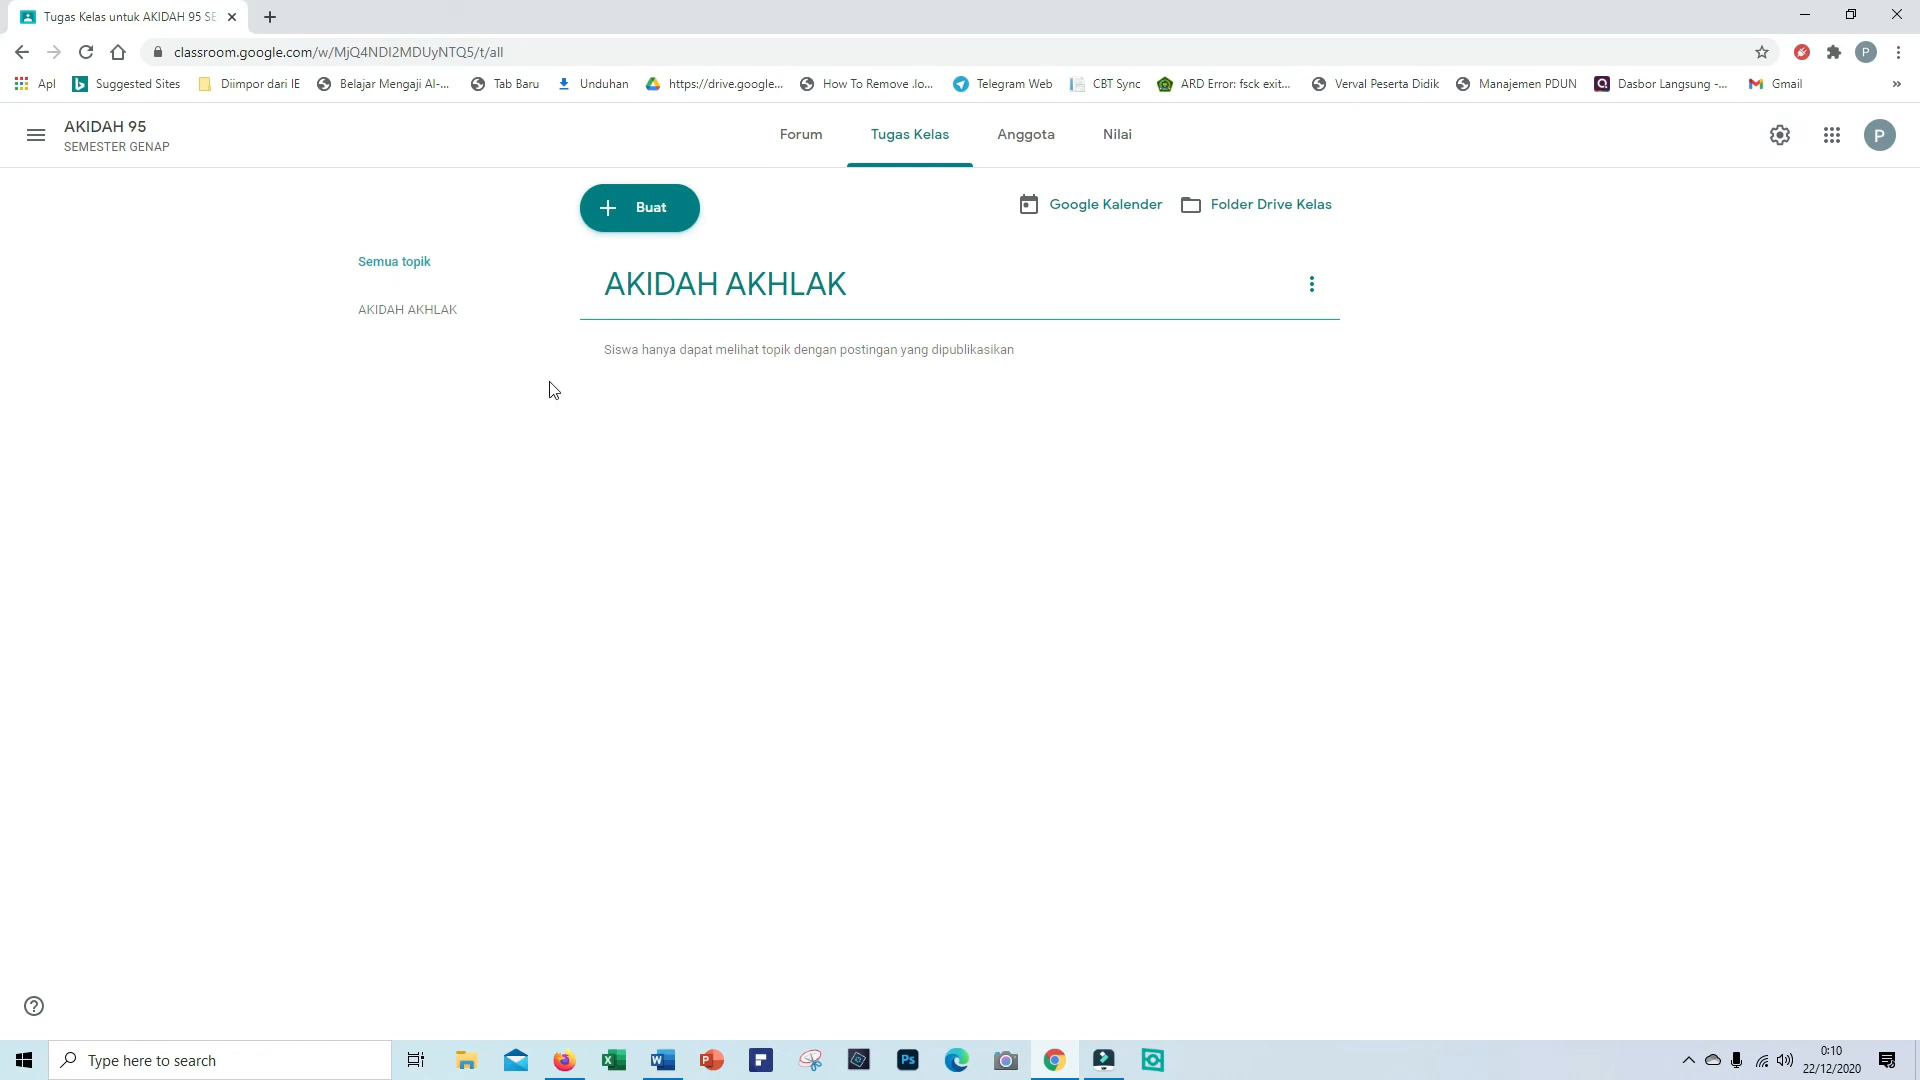 Tugas Kelas untuk AKIDAH 95 SE
classroom.google.com/w/MjQ4NDI2MDUyNTQ5/t/all
P
Apl
Suggested Sites
Diimpor dari IE
Belajar Mengaji Al-...
Tab Baru
Unduhan
https://drive.google...
How To Remove .lo...
Telegram Web
CBT Sync
ARD Error: fsck exit...
Verval Peserta Didik
Manajemen PDUN
Dasbor Langsung -...
Gmail
»
AKIDAH 95
SEMESTER GENAP
Forum
Tugas Kelas
Anggota
Nilai
P
Buat
Google Kalender
Folder Drive Kelas
Semua topik
AKIDAH AKHLAK
AKIDAH AKHLAK
Siswa hanya dapat melihat topik dengan postingan yang dipublikasikan
Type here to search
0:10
22/12/2020